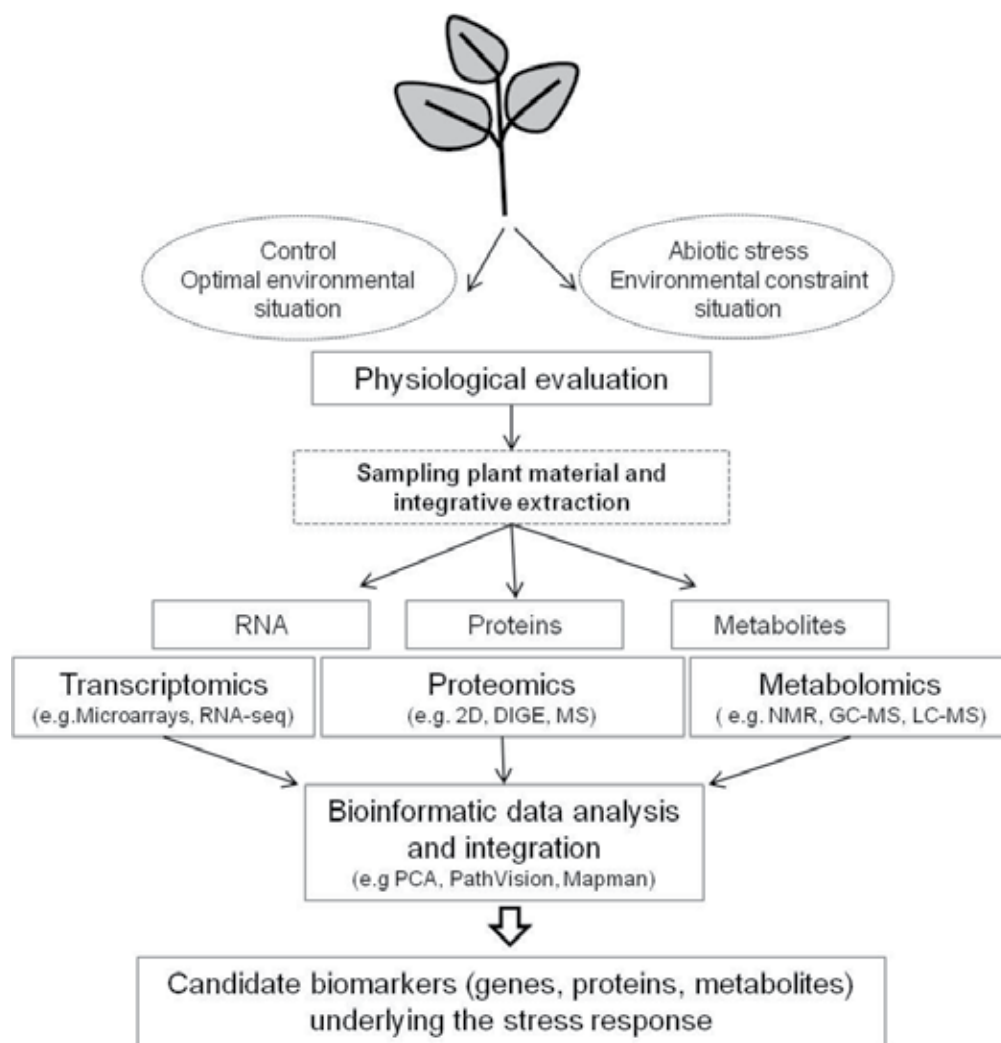 Control
Optimal environmental
situation
Abiotic stress
Environmental constraint
situation
Physiological evaluation
Sampling plant material and
integrative extraction
RNA
Proteins
Metabolites
Transcriptomics
(e.g.Microarrays, RNA-seq)
Proteomics
(e.g. 2D, DIGE, MS)
Metabolomics
( e.g. NMR, GC-MS, LC-MS)
Bioinformatic data analysis
and integration
(e.g PCA, PathVision, Mapman)
Candidate biomarkers (genes, proteins, metabolites)
underlying the stress response